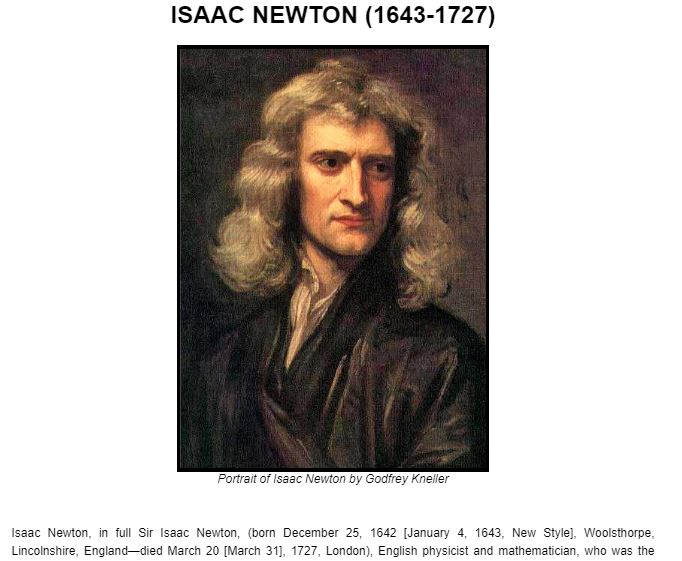 ISAAC NEWTON (1643-1727)
Portrait of Isaac Newton by Godfrey Kneller
Isaac Newton, in full Sir Isaac Newton, (born December 25, 1642 [January 4, 1643, New Style], Woolsthorpe,
Lincolnshire, England—died March 20 [March 31], 1727, London), English physicist and mathematician, who was the